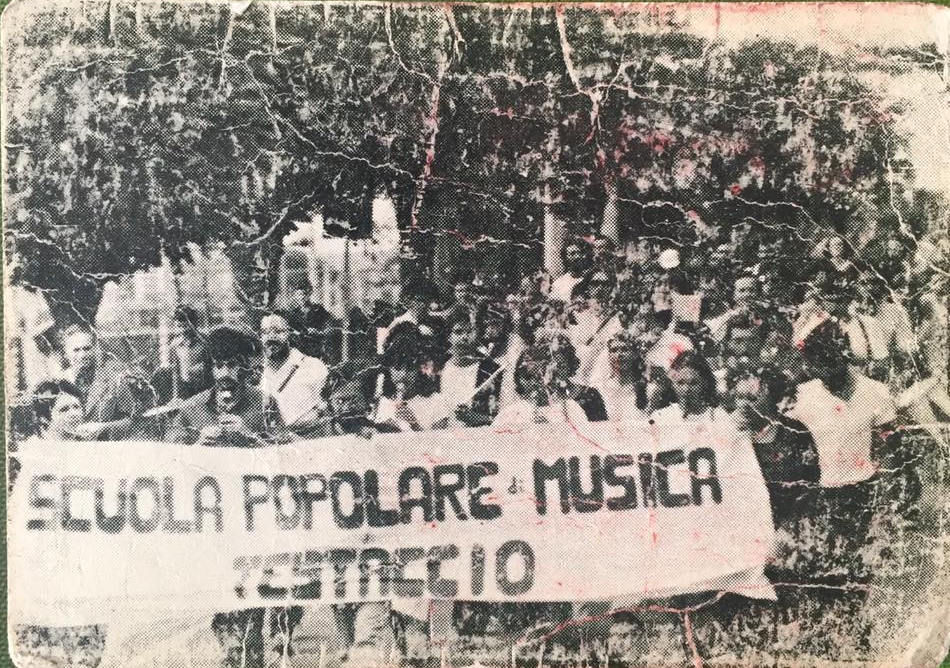 SCUOLA POPOLARE di MUSICA
TESTACCIO